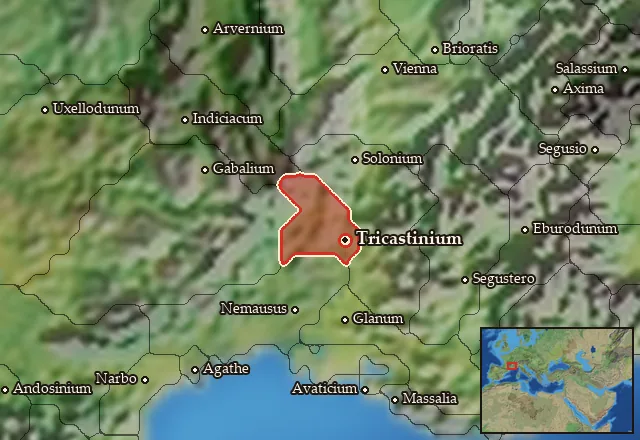 Arvernium
Brioratis
Vienna
Salassium
Axima
Uxellodunum
Indiciacum
Segusio
Solonium
Gabalium
Eburodunum
Tricastinium
Segustero
Nemausus
Glanum
Agathe
Narbo
Andosinium
Avaticium
Massalia